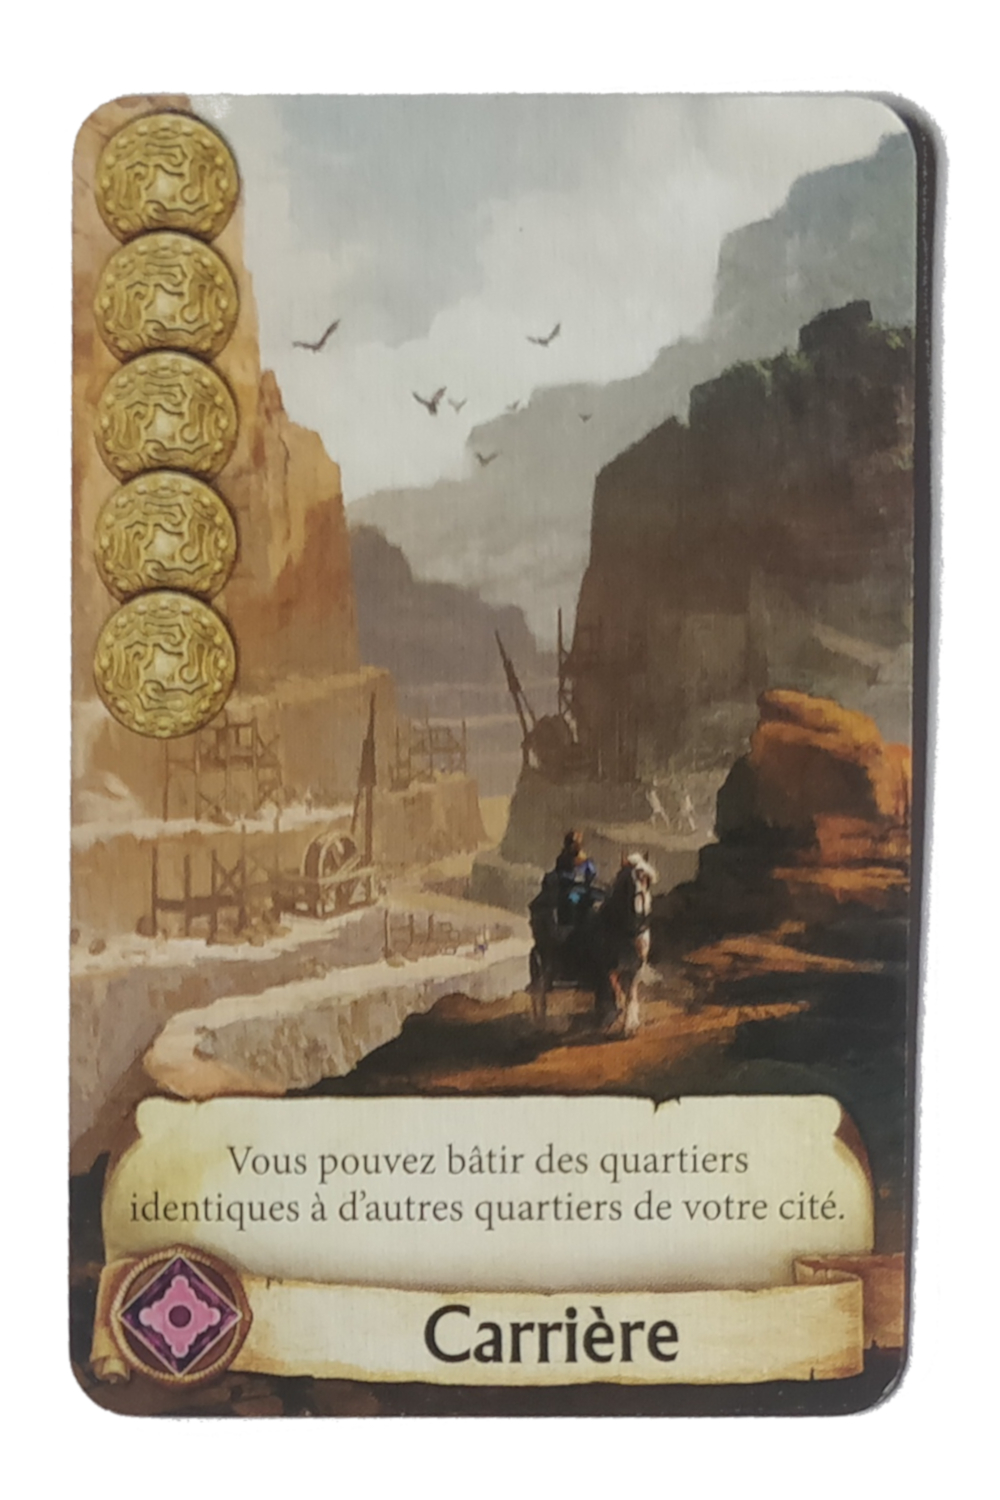 Vous pouvez bâtir des quartiers
identiques à d'autres quartiers de votre cité.
Carrière